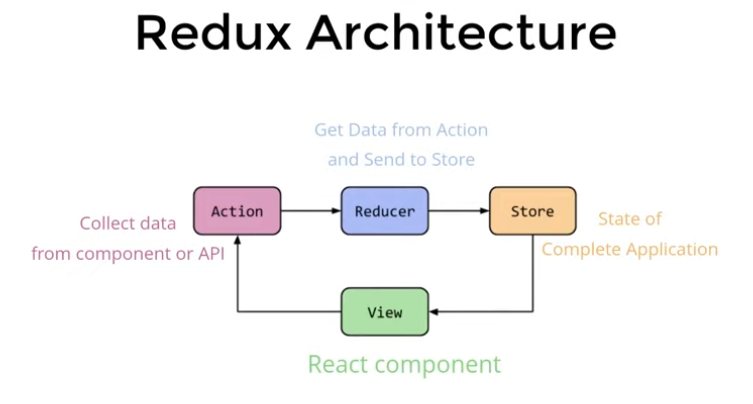 Redux Architecture
Get Data from Action
and Send to Store
Action
Reducer
Store
Collect data
from component or API
State of
Complete Application
View
React component